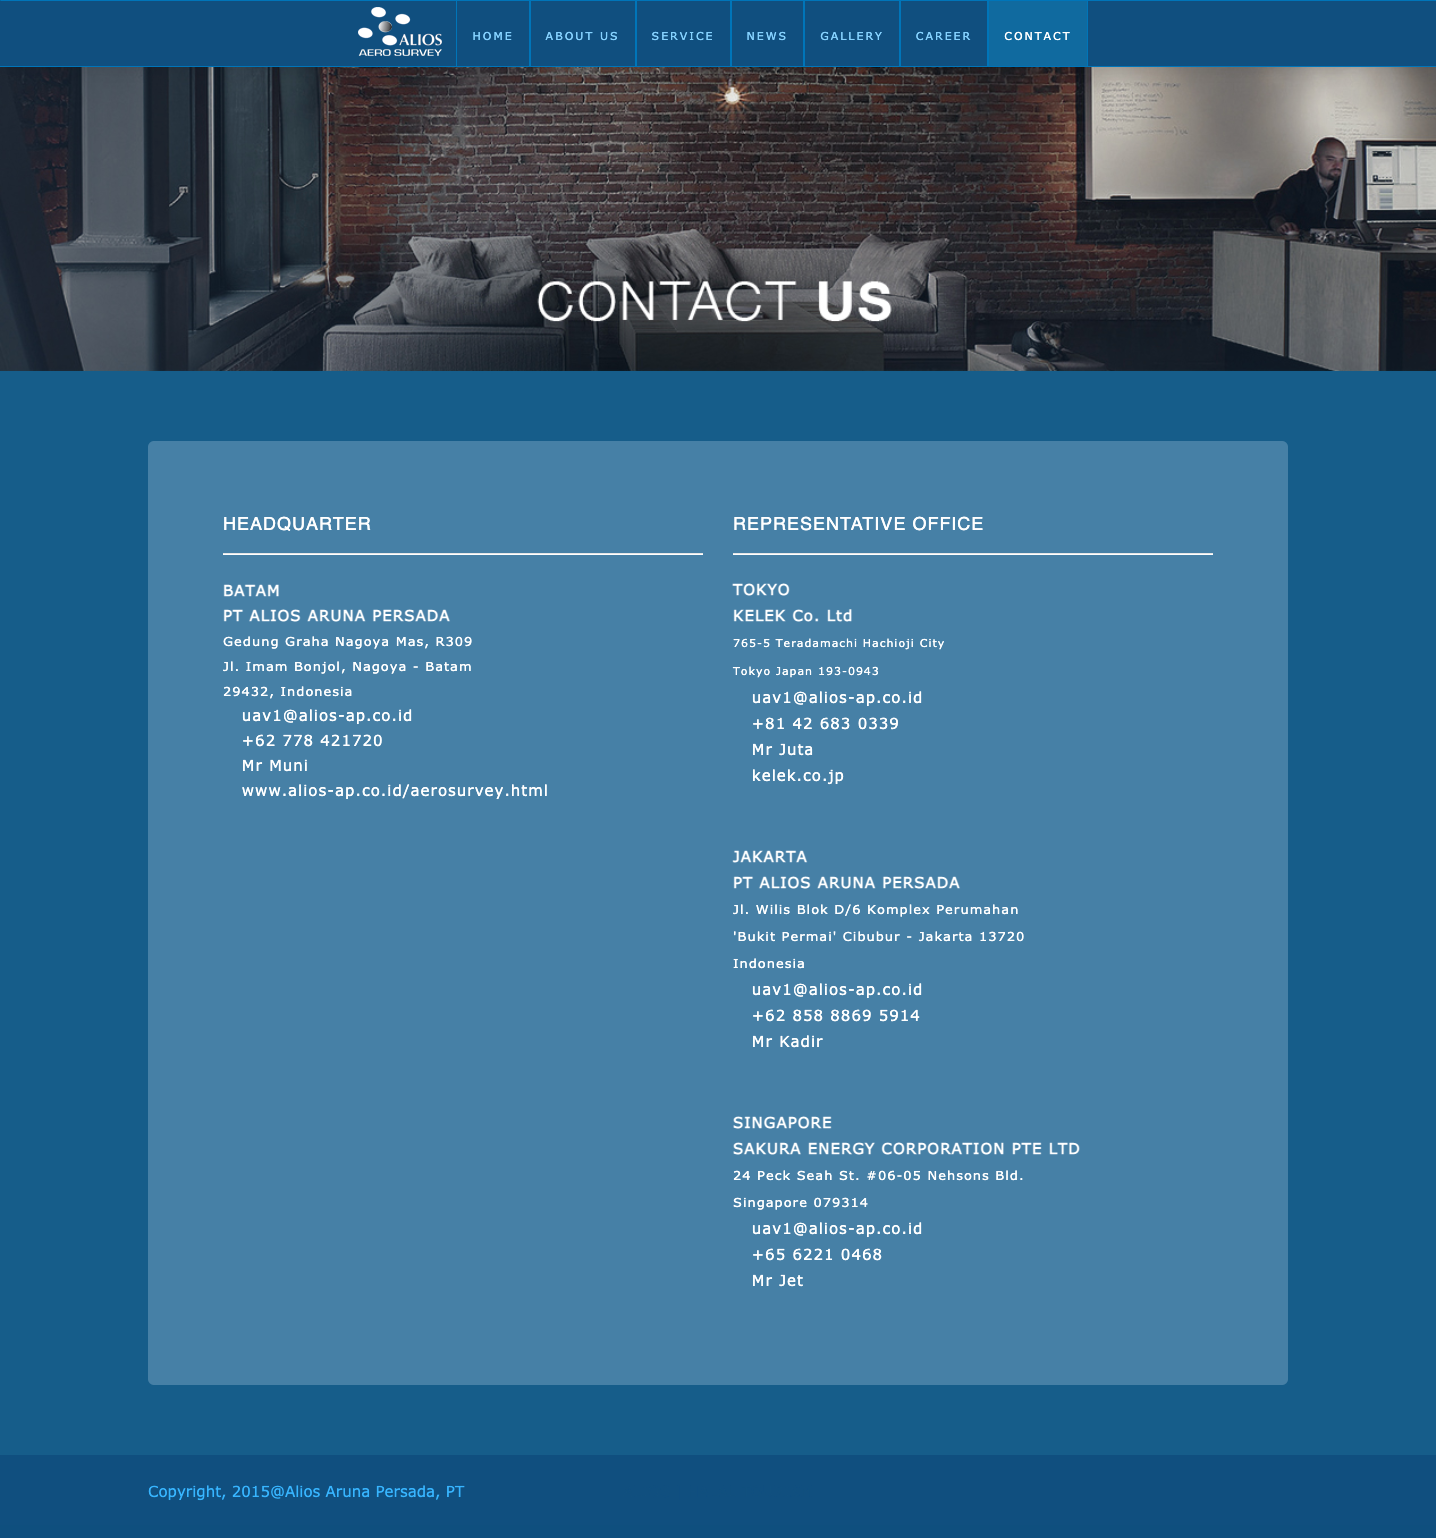 ALIOS
AERO SURVEY
HOME
ABOUT US
SERVICE
NEWS
GALLERY
CAREER
CONTACT
CONTACT US
HEADQUARTER
BATAM
PT ALIOS ARUNA PERSADA
Gedung Graha Nagoya Mas, R309
Jl. Imam Bonjol, Nagoya - Batam
29432, Indonesia
uav1@alios-ap.co.id
+62 778 421720
Mr Muni
www.alios-ap.co.id/aerosurvey.html
REPRESENTATIVE OFFICE
TOKYO
KELEK Co. Ltd
765-5 Teradamachi Hachioji City
Tokyo Japan 193-0943
uav1@alios-ap.co.id
+81 42 683 0339
Mr Juta
kelek.co.jp
JAKARTA
PT ALIOS ARUNA PERSADA
Jl. Wilis Blok D/6 Komplex Perumahan
'Bukit Permai' Cibubur - Jakarta 13720
Indonesia
uav1@alios-ap.co.id
+62 858 8869 5914
Mr Kadir
SINGAPORE
SAKURA ENERGY CORPORATION PTE LTD
24 Peck Seah St. #06-05 Nehsons Bld.
Singapore 079314
uav1@alios-ap.co.id
+65 6221 0468
Mr Jet
Copyright, 2015@Alios Aruna Persada, PT